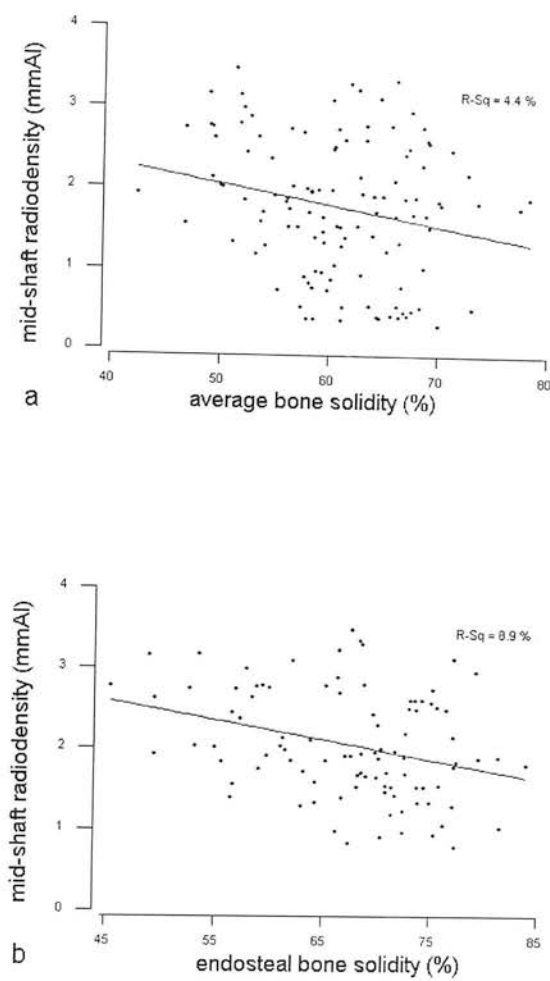 4
3
2
1
0
mid-shaft radiodensity (mmAl)
R-Sq = 4.4 %
40 50 60 70 80
a average bone solidity (%)
4
3
2
1
0
mid-shaft radiodensity (mmAl)
R-Sq = 8.9 %
45 55 65 75 85
b endosteal bone solidity (%)